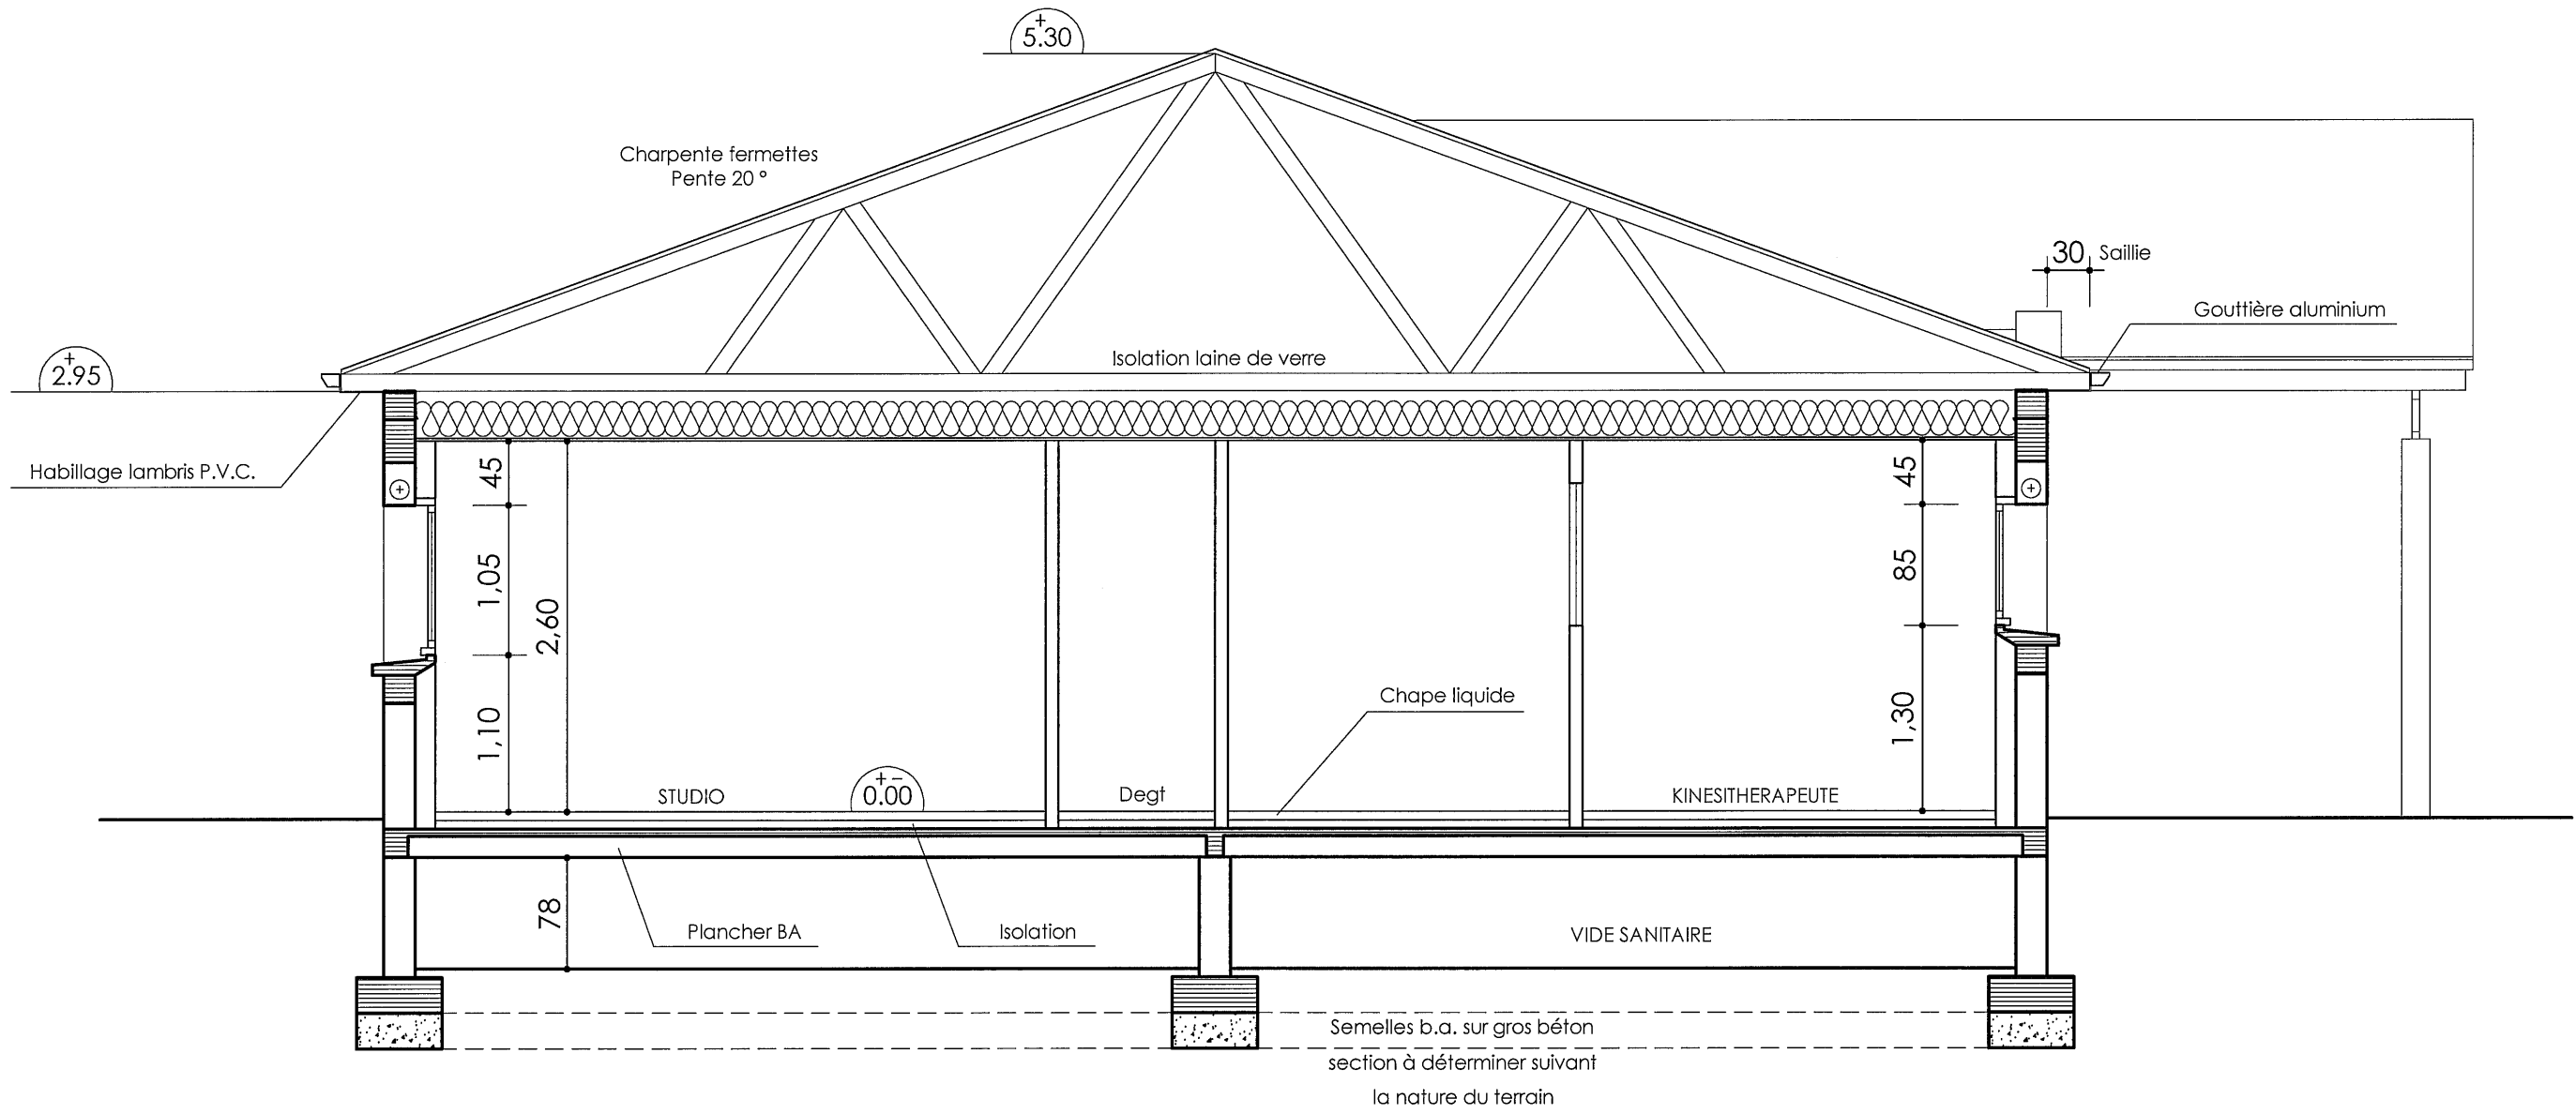 +
5.30
Charpente fermettes
Pente 20 °
30 Saillie
Gouttière aluminium
+
2.95
Isolation laine de verre
Habillage lambris P.V.C.
45
1,05
1,10
2,60
45
85
1,30
Chape liquide
STUDIO
+-
0.00
Degt
KINESITHERAPEUTE
78
Plancher BA
Isolation
VIDE SANITAIRE
Semelles b.a. sur gros béton
section à déterminer suivant
la nature du terrain